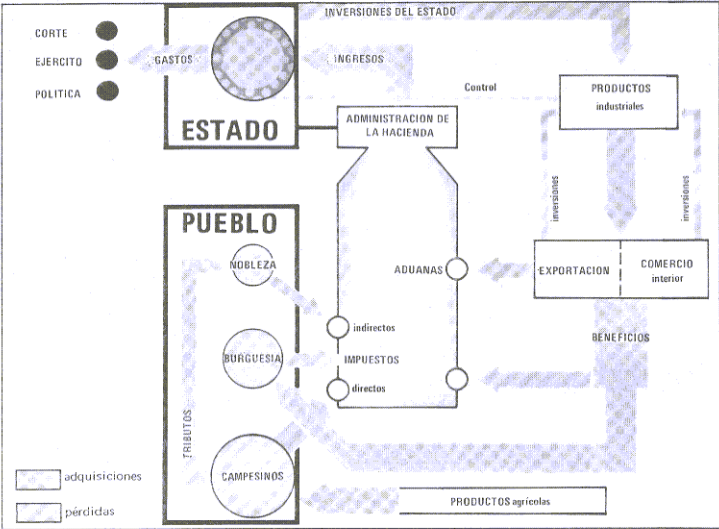 INVERSIONES DEL ESTADO
CORTE
EJERCITO
POLITICA
GASTOS
INGRESOS
ESTADO
Control
PRODUCTOS
industriales
ADMINISTRACION DE
LA HACIENDA
inversiones
inversiones
PUEBLO
NOBLEZA
ADUANAS
EXPORTACION
COMERCIO
interior
indirectos
BURGUESIA
IMPUESTOS
directos
BENEFICIOS
TRIBUTOS
CAMPESINOS
PRODUCTOS agrícolas
adquisiciones
pérdidas